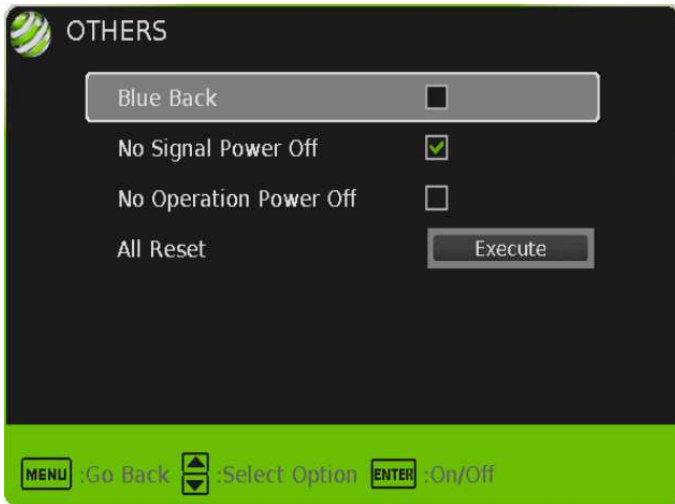 OTHERS
Blue Back
No Signal Power Off
No Operation Power Off
All Reset Execute
MENU :Go Back :Select Option ENTER :On/Off